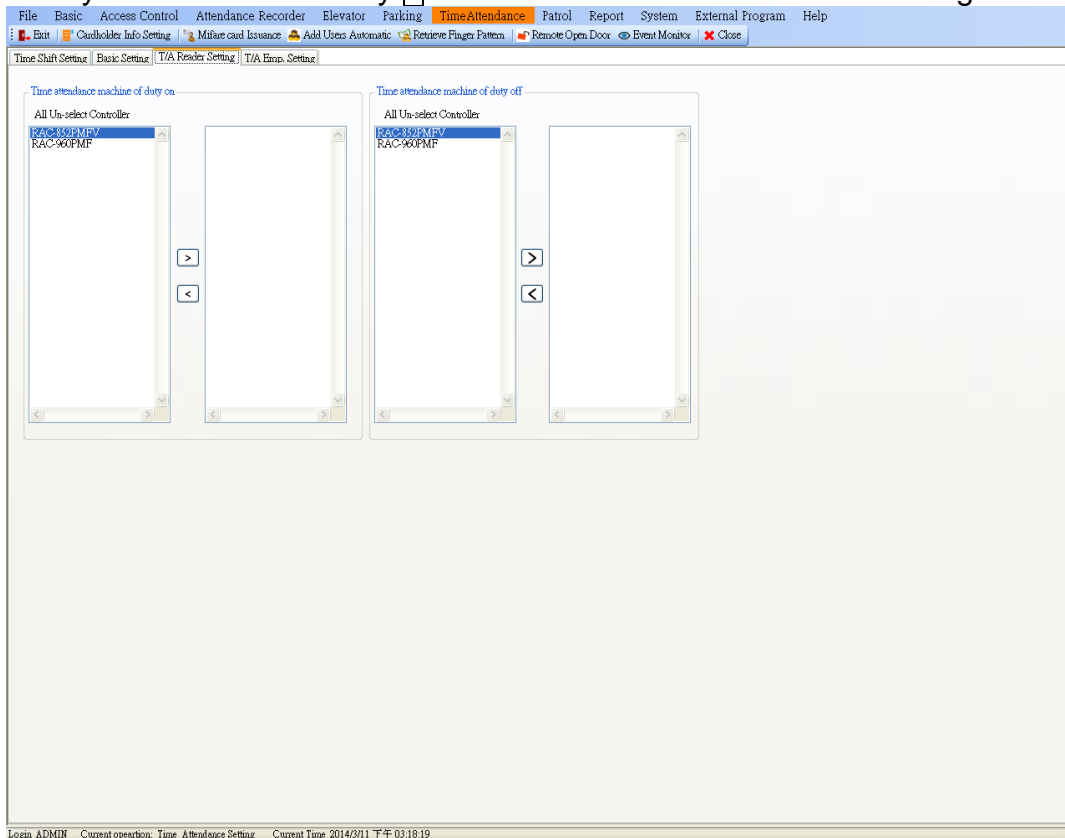 File Basic Access Control Attendance Recorder Elevator Parking TimeAttendance Patrol Report System External Program Help
Exit Cardholder Info Setting Mifare card Issuance Add Users Automatic Retrieve Finger Pattern Remote Open Door Event Monitor Close
Time Shift Setting Basic Setting T/A Reader Setting T/A Emp. Setting
Time attendance machine of duty on Time attendance machine of duty off
All Un-select Controller All Un-select Controller
RAC-852PMFV RAC-852PMFV
RAC-960PMF RAC-960PMF
> >
< <
Login ADMIN Current opeartion: Time Attendance Setting Current Time 2014/3/11 下午 03:18:19